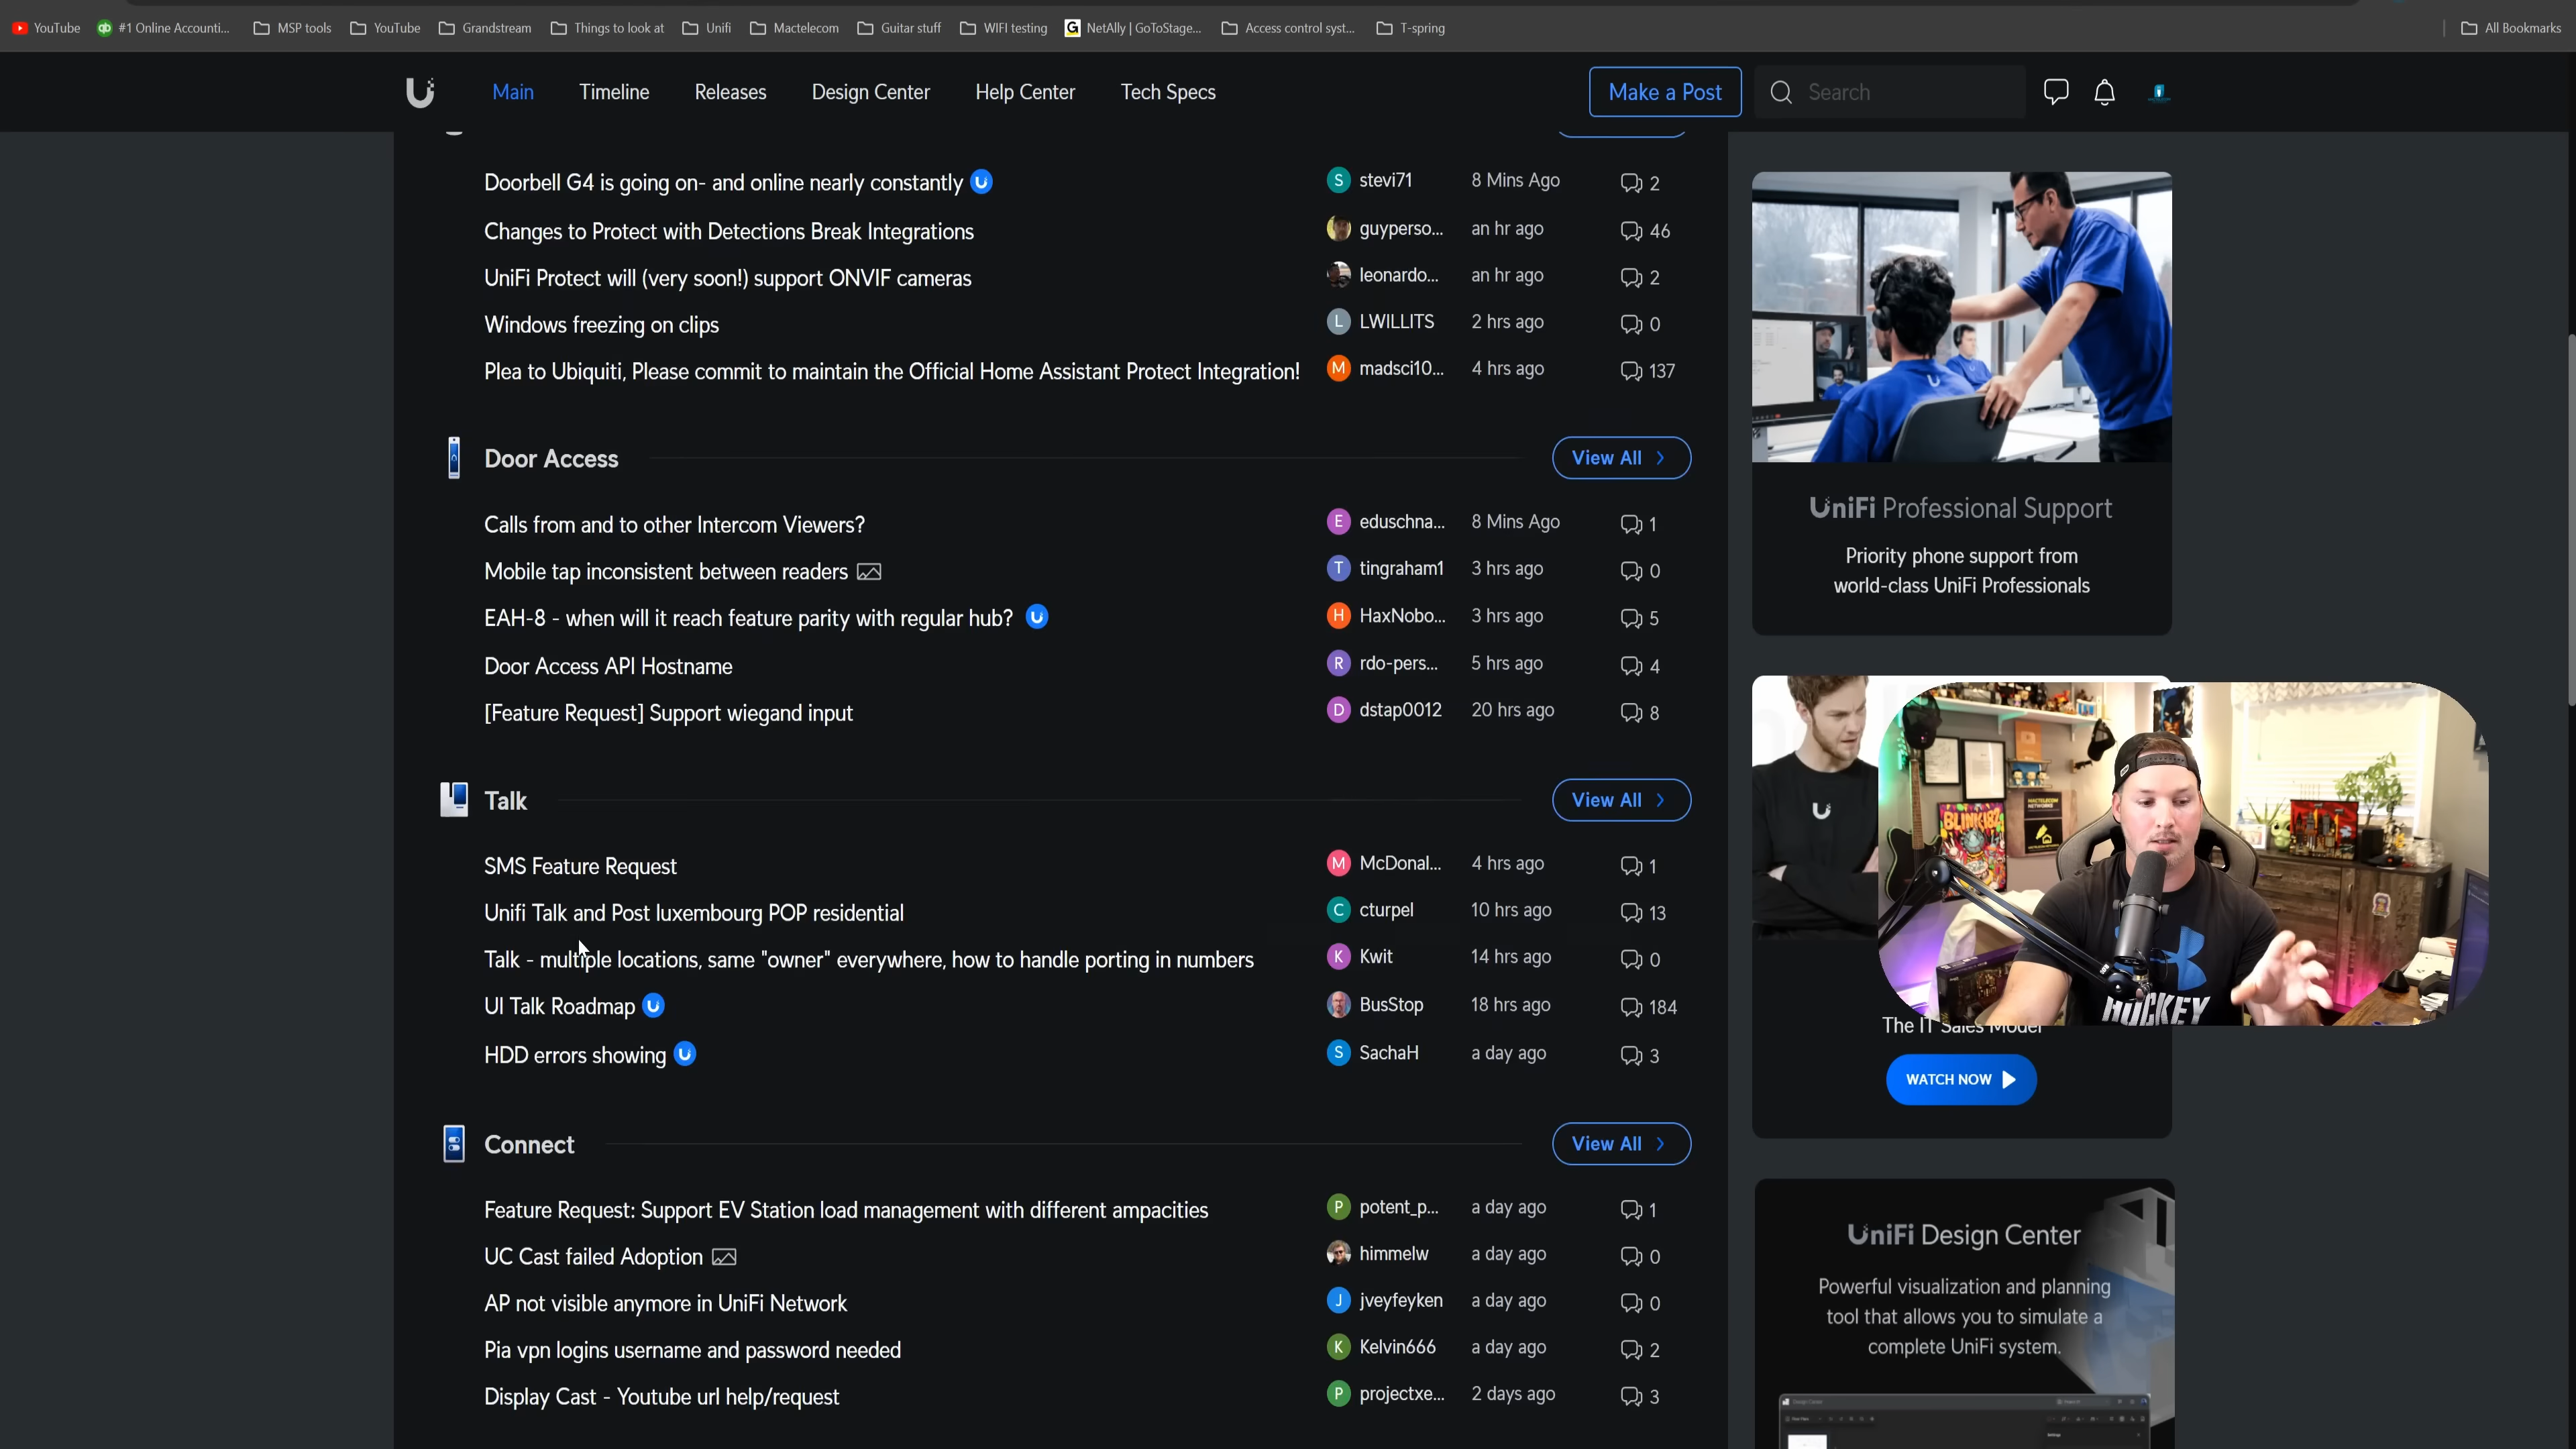 YouTube #1 Online Accounti... MSP tools YouTube Grandstream Things to look at Unifi Mactelecom Guitar stuff WIFI testing NetAlly | GoToStage... Access control syst... T-spring All Bookmarks
Main Timeline Releases Design Center Help Center Tech Specs Make a Post Search
Doorbell G4 is going on- and online nearly constantly S stevi71 8 Mins Ago 2
Changes to Protect with Detections Break Integrations guyperso... an hr ago 46
UniFi Protect will (very soon!) support ONVIF cameras leonardo... an hr ago 2
Windows freezing on clips L LWILLITS 2 hrs ago 0
Plea to Ubiquiti, Please commit to maintain the Official Home Assistant Protect Integration! M madsci10... 4 hrs ago 137
Door Access View All
Calls from and to other Intercom Viewers? E eduschna... 8 Mins Ago 1
Mobile tap inconsistent between readers T tingraham1 3 hrs ago 0
EAH-8 - when will it reach feature parity with regular hub? H HaxNobo... 3 hrs ago 5
Door Access API Hostname R rdo-pers... 5 hrs ago 4
[Feature Request] Support wiegand input D dstap0012 20 hrs ago 8
Talk View All
SMS Feature Request M McDonal... 4 hrs ago 1
Unifi Talk and Post luxembourg POP residential C cturpel 10 hrs ago 13
Talk - multiple locations, same "owner" everywhere, how to handle porting in numbers K Kwit 14 hrs ago 0
UI Talk Roadmap BusStop 18 hrs ago 184
HDD errors showing S SachaH a day ago 3
Connect View All
Feature Request: Support EV Station load management with different ampacities P potent_p... a day ago 1
UC Cast failed Adoption himmelw a day ago 0
AP not visible anymore in UniFi Network J jveyfeyken a day ago 0
Pia vpn logins username and password needed K Kelvin666 a day ago 2
Display Cast - Youtube url help/request P projectxe... 2 days ago 3
UniFi Professional Support
Priority phone support from
world-class UniFi Professionals
BLINK182
MACTELECOM
NETWORKS
HOCKEY
The IT Sales Model
WATCH NOW
UniFi Design Center
Powerful visualization and planning
tool that allows you to simulate a
complete UniFi system.